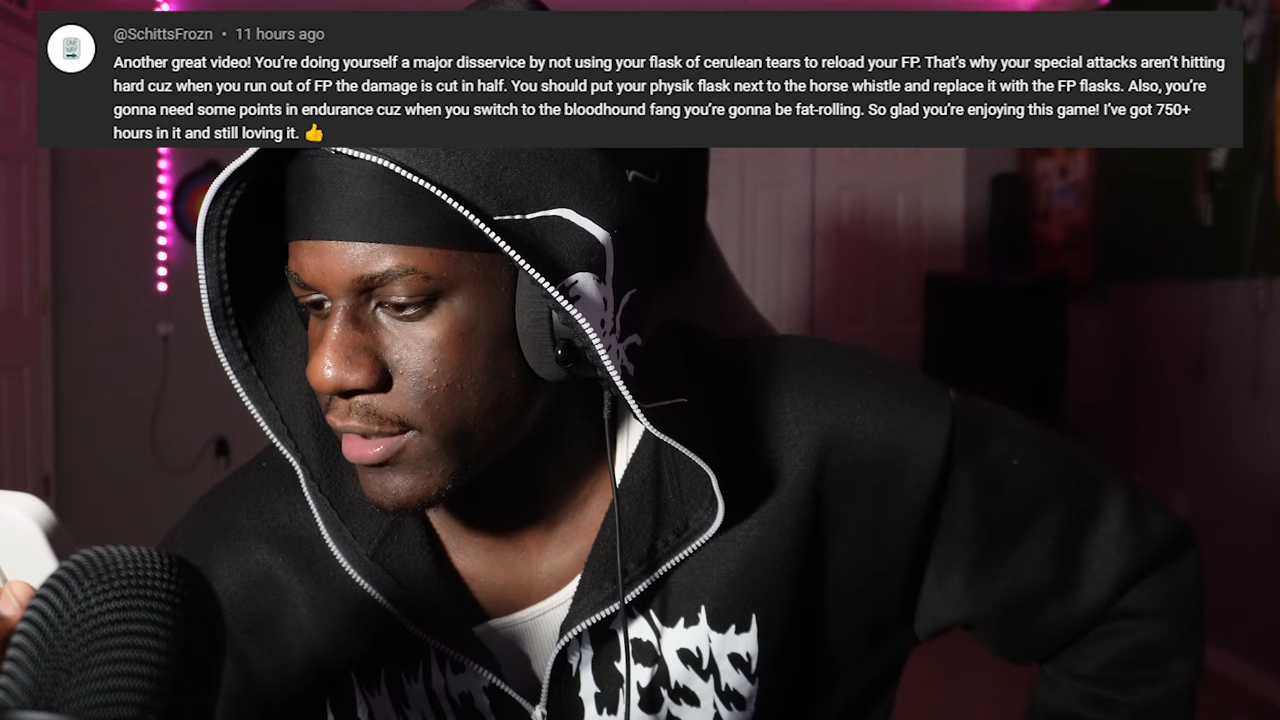 @SchittsFrozn • 11 hours ago
Another great video! You’re doing yourself a major disservice by not using your flask of cerulean tears to reload your FP. That’s why your special attacks aren’t hitting
hard cuz when you run out of FP the damage is cut in half. You should put your physik flask next to the horse whistle and replace it with the FP flasks. Also, you’re
gonna need some points in endurance cuz when you switch to the bloodhound fang you’re gonna be fat-rolling. So glad you’re enjoying this game! I’ve got 750+
hours in it and still loving it. 👍